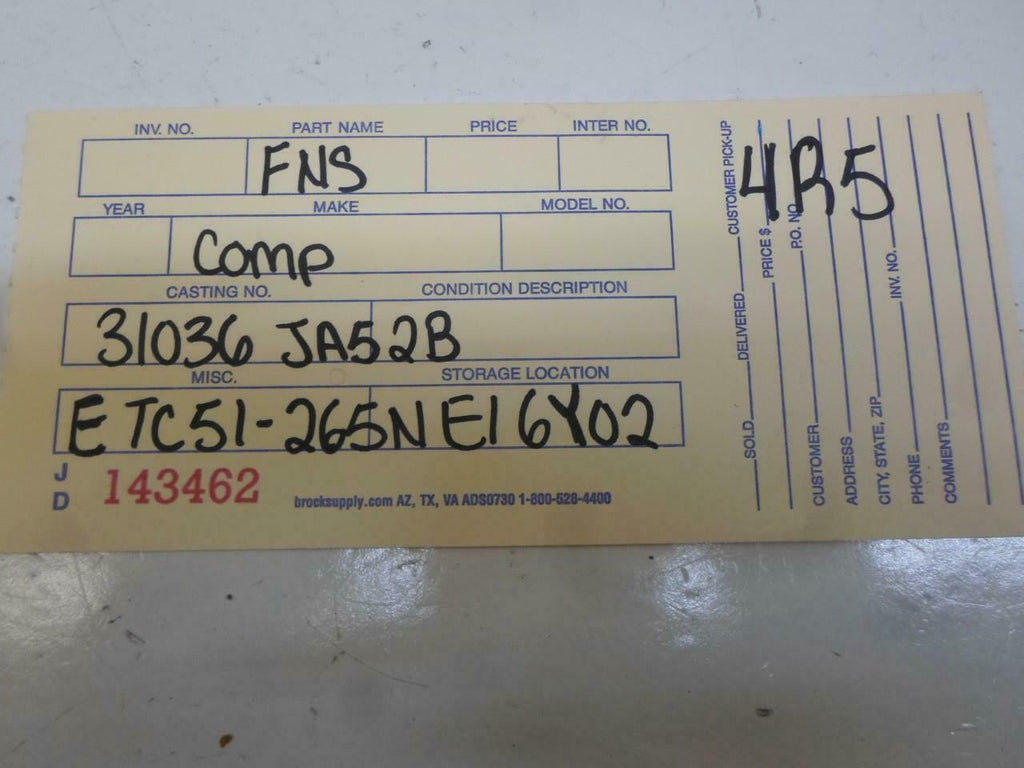 INV. NO. PART NAME PRICE INTER NO.
FNS
YEAR MAKE MODEL NO.
Comp
CASTING NO. CONDITION DESCRIPTION
31036 JA52B
MISC. STORAGE LOCATION
ETC51-265N E16Y02
J D 143462
brocksupply.com AZ, TX, VA ADS0730 1-800-528-4400
4R5
SOLD DELIVERED CUSTOMER PICK-UP
PRICE $
P.O. NO.
CUSTOMER
ADDRESS
CITY, STATE, ZIP
PHONE INV. NO.
COMMENTS